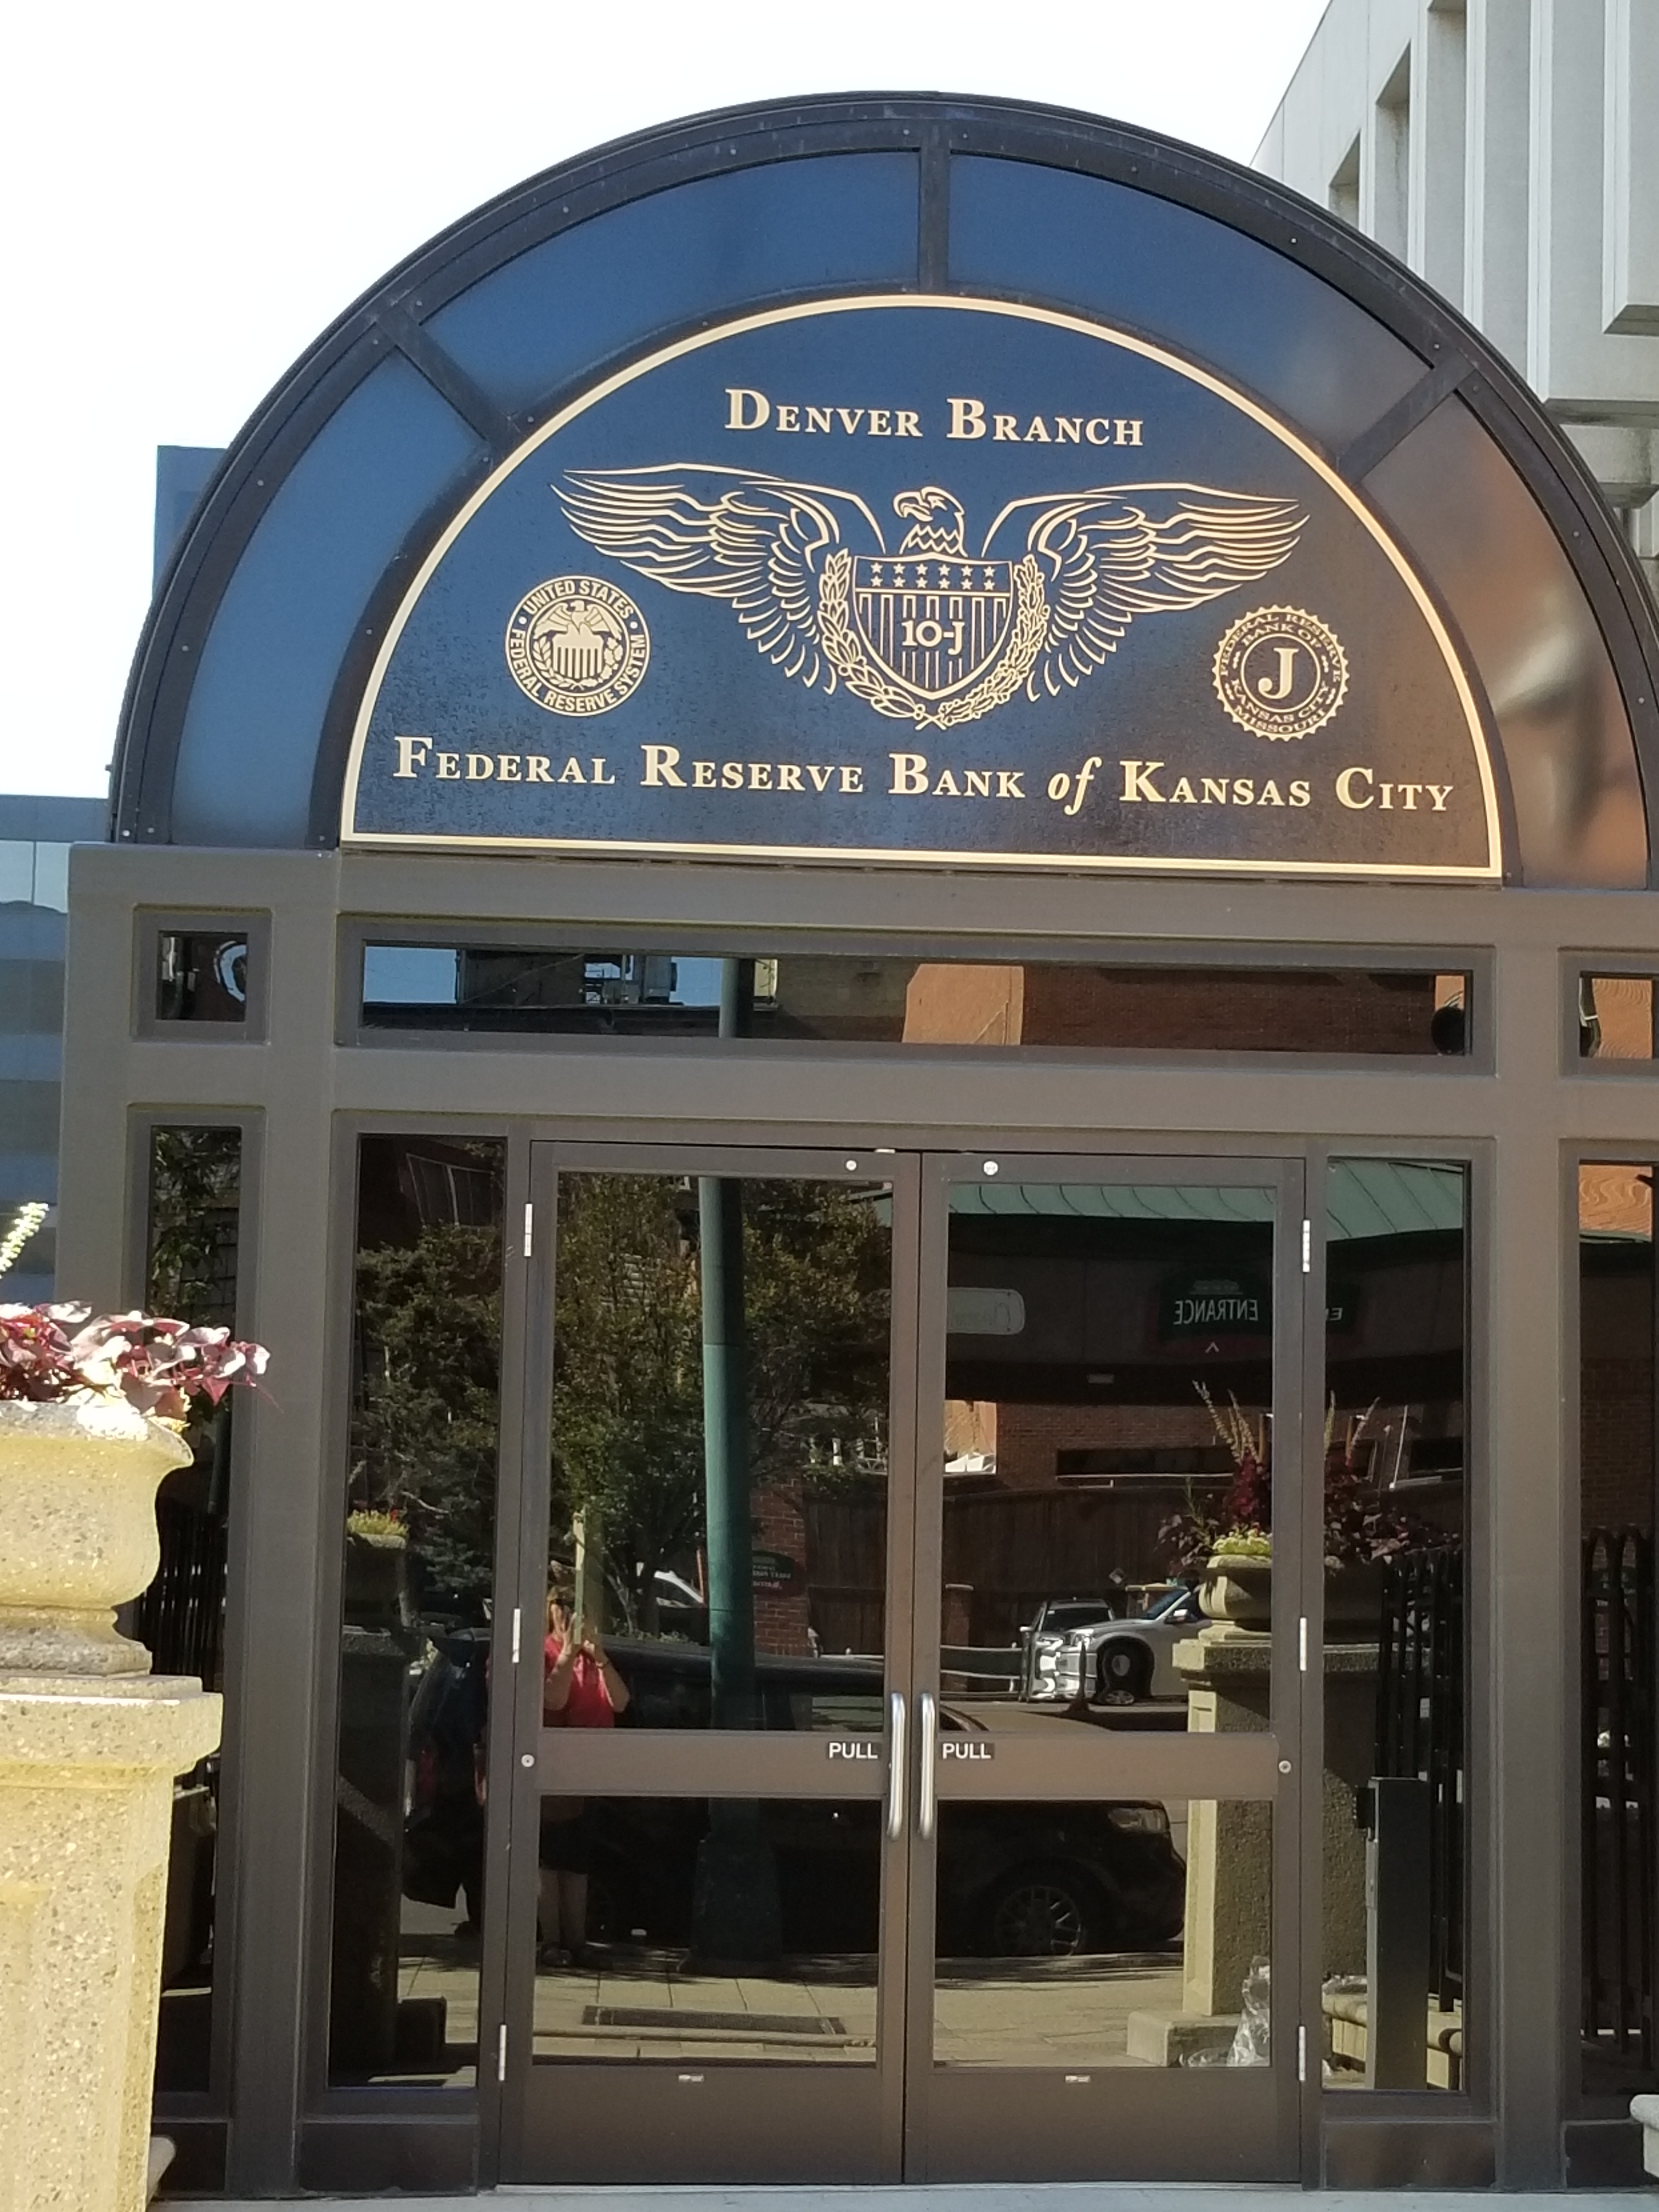 DENVER BRANCH
10-J
UNITED STATES
FEDERAL RESERVE SYSTEM
FEDERAL RESERVE
BANK OF
J
KANSAS CITY
MISSOURI
FEDERAL RESERVE BANK of KANSAS CITY
ENTRANCE
PULL PULL